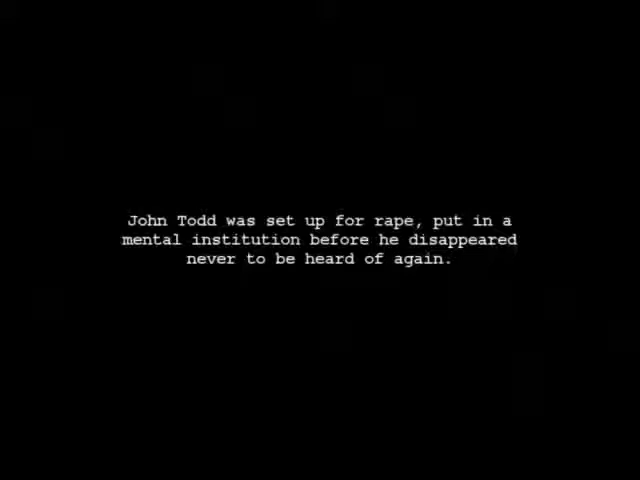 John Todd was set up for rape, put in a
mental institution before he disappeared
never to be heard of again.